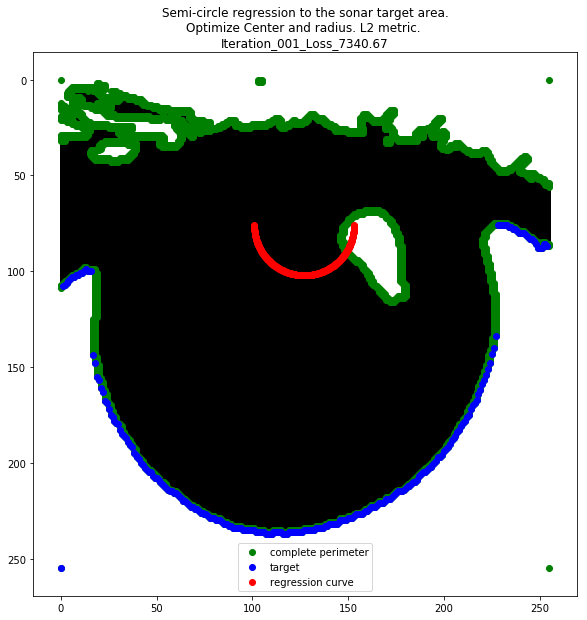 Semi-circle regression to the sonar target area.
Optimize Center and radius. L2 metric.
Iteration_001_Loss_7340.67
0
50
100
150
200
250
complete perimeter
target
regression curve
0
50
100
150
200
250